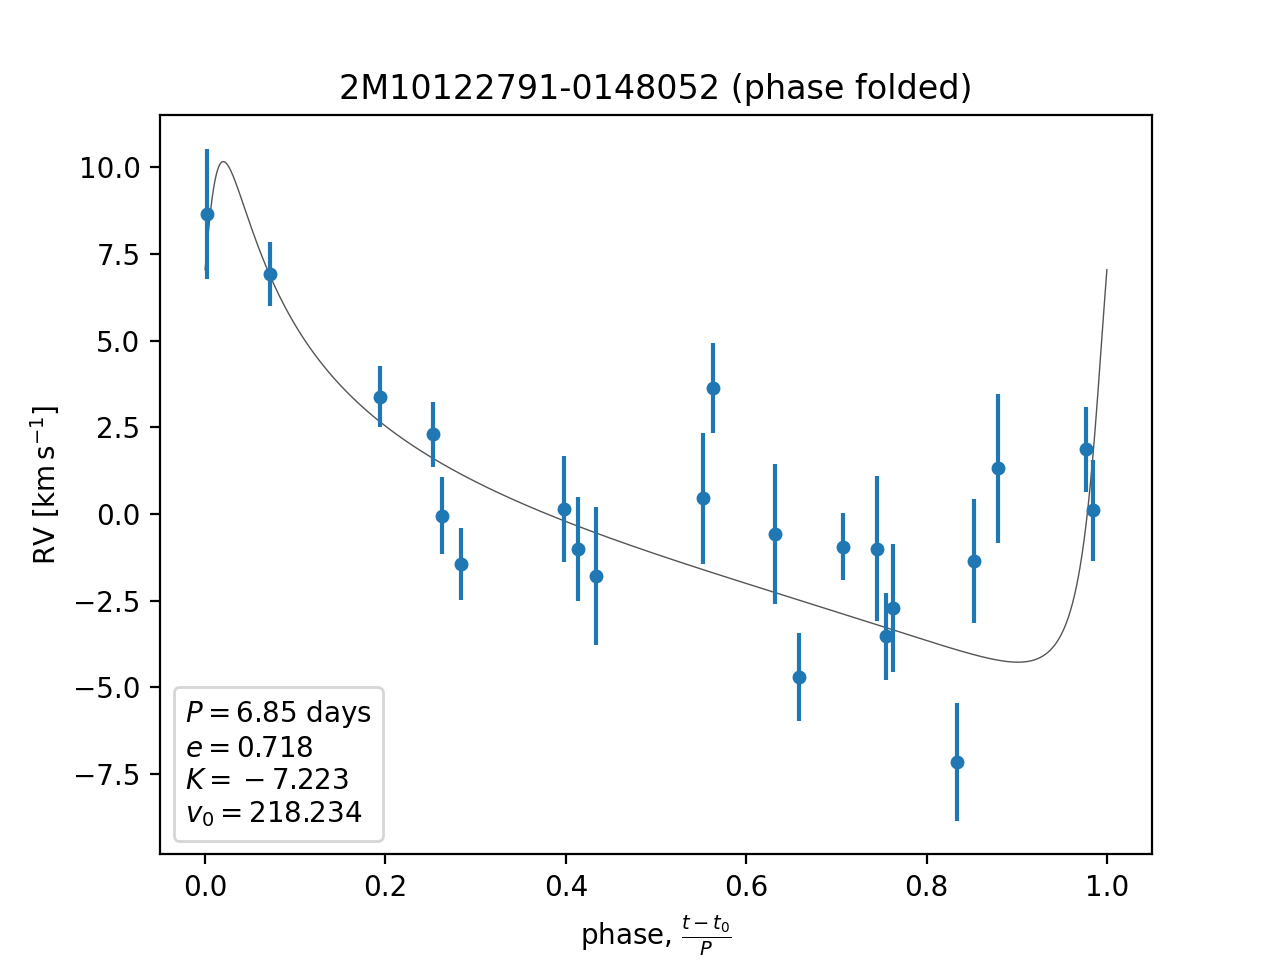 2M10122791-0148052 (phase folded)
RV [km s⁻¹]
10.0
7.5
5.0
2.5
0.0
−2.5
−5.0
−7.5
P = 6.85 days
e = 0.718
K = −7.223
v₀ = 218.234
0.0 0.2 0.4 0.6 0.8 1.0
phase, (t − t₀)/P